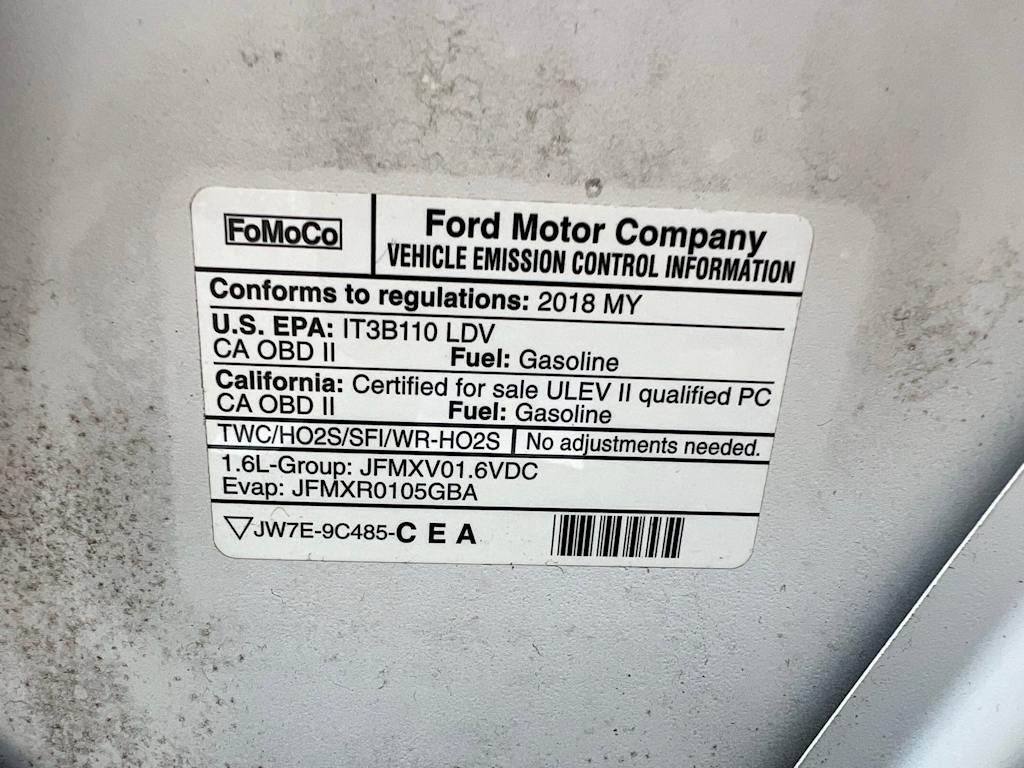 FoMoCo
Ford Motor Company
VEHICLE EMISSION CONTROL INFORMATION
Conforms to regulations: 2018 MY
U.S. EPA: IT3B110 LDV
CA OBD II Fuel: Gasoline
California: Certified for sale ULEV II qualified PC
CA OBD II Fuel: Gasoline
TWC/HO2S/SFI/WR-HO2S No adjustments needed.
1.6L-Group: JFMXV01.6VDC
Evap: JFMXR0105GBA
JW7E-9C485-C E A